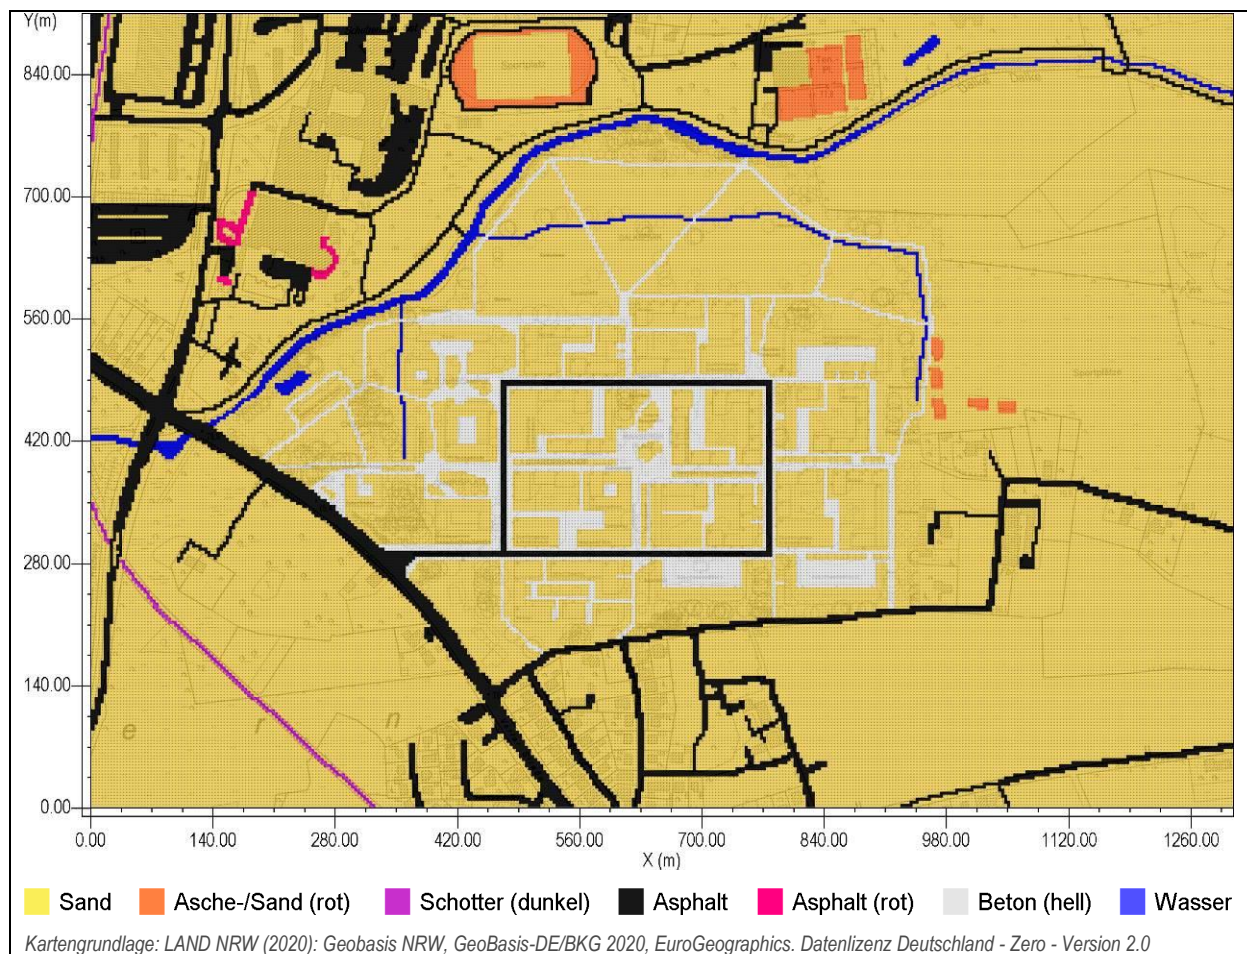 Y(m)
840.00
700.00
560.00
420.00
280.00
140.00
0.00
0.00 140.00 280.00 420.00 560.00 700.00 840.00 980.00 1120.00 1260.00
X (m)
e r n
Sand Asche-/Sand (rot) Schotter (dunkel) Asphalt Asphalt (rot) Beton (hell) Wasser
Kartengrundlage: LAND NRW (2020): Geobasis NRW, GeoBasis-DE/BKG 2020, EuroGeographics. Datenlizenz Deutschland - Zero - Version 2.0